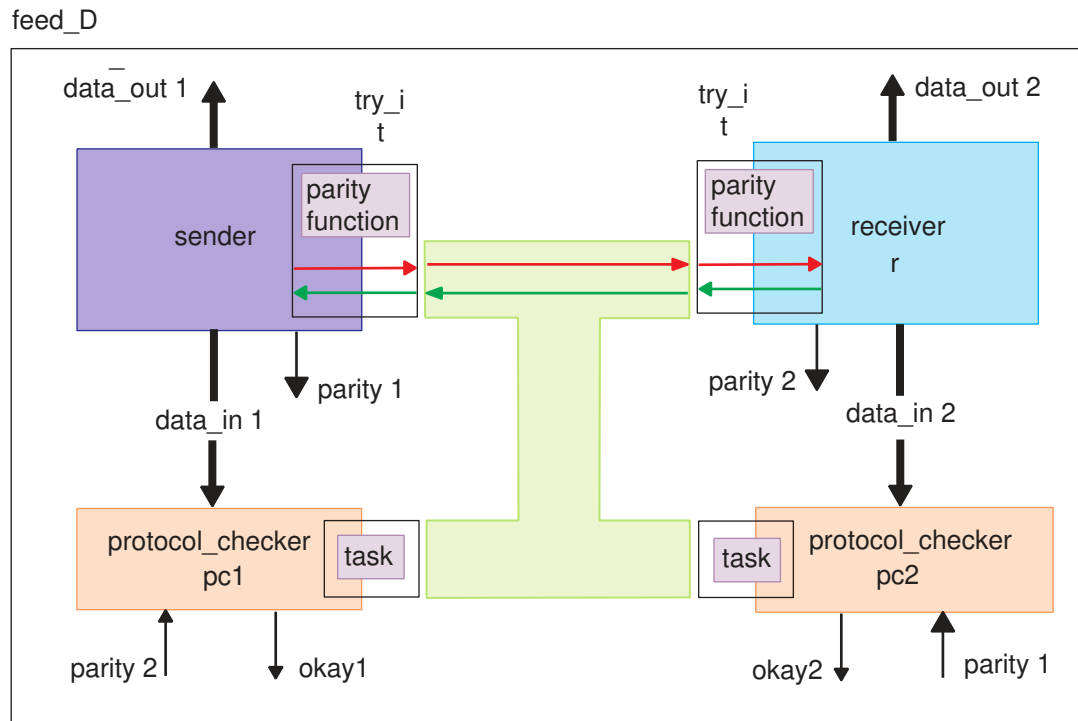 feed_D
_
data_out 1
try_i
t
try_i
t
data_out 2
parity
function
parity
function
sender
receiver
r
parity 1
parity 2
data_in 1
data_in 2
protocol_checker
pc1
task
task
protocol_checker
pc2
parity 2
okay1
okay2
parity 1